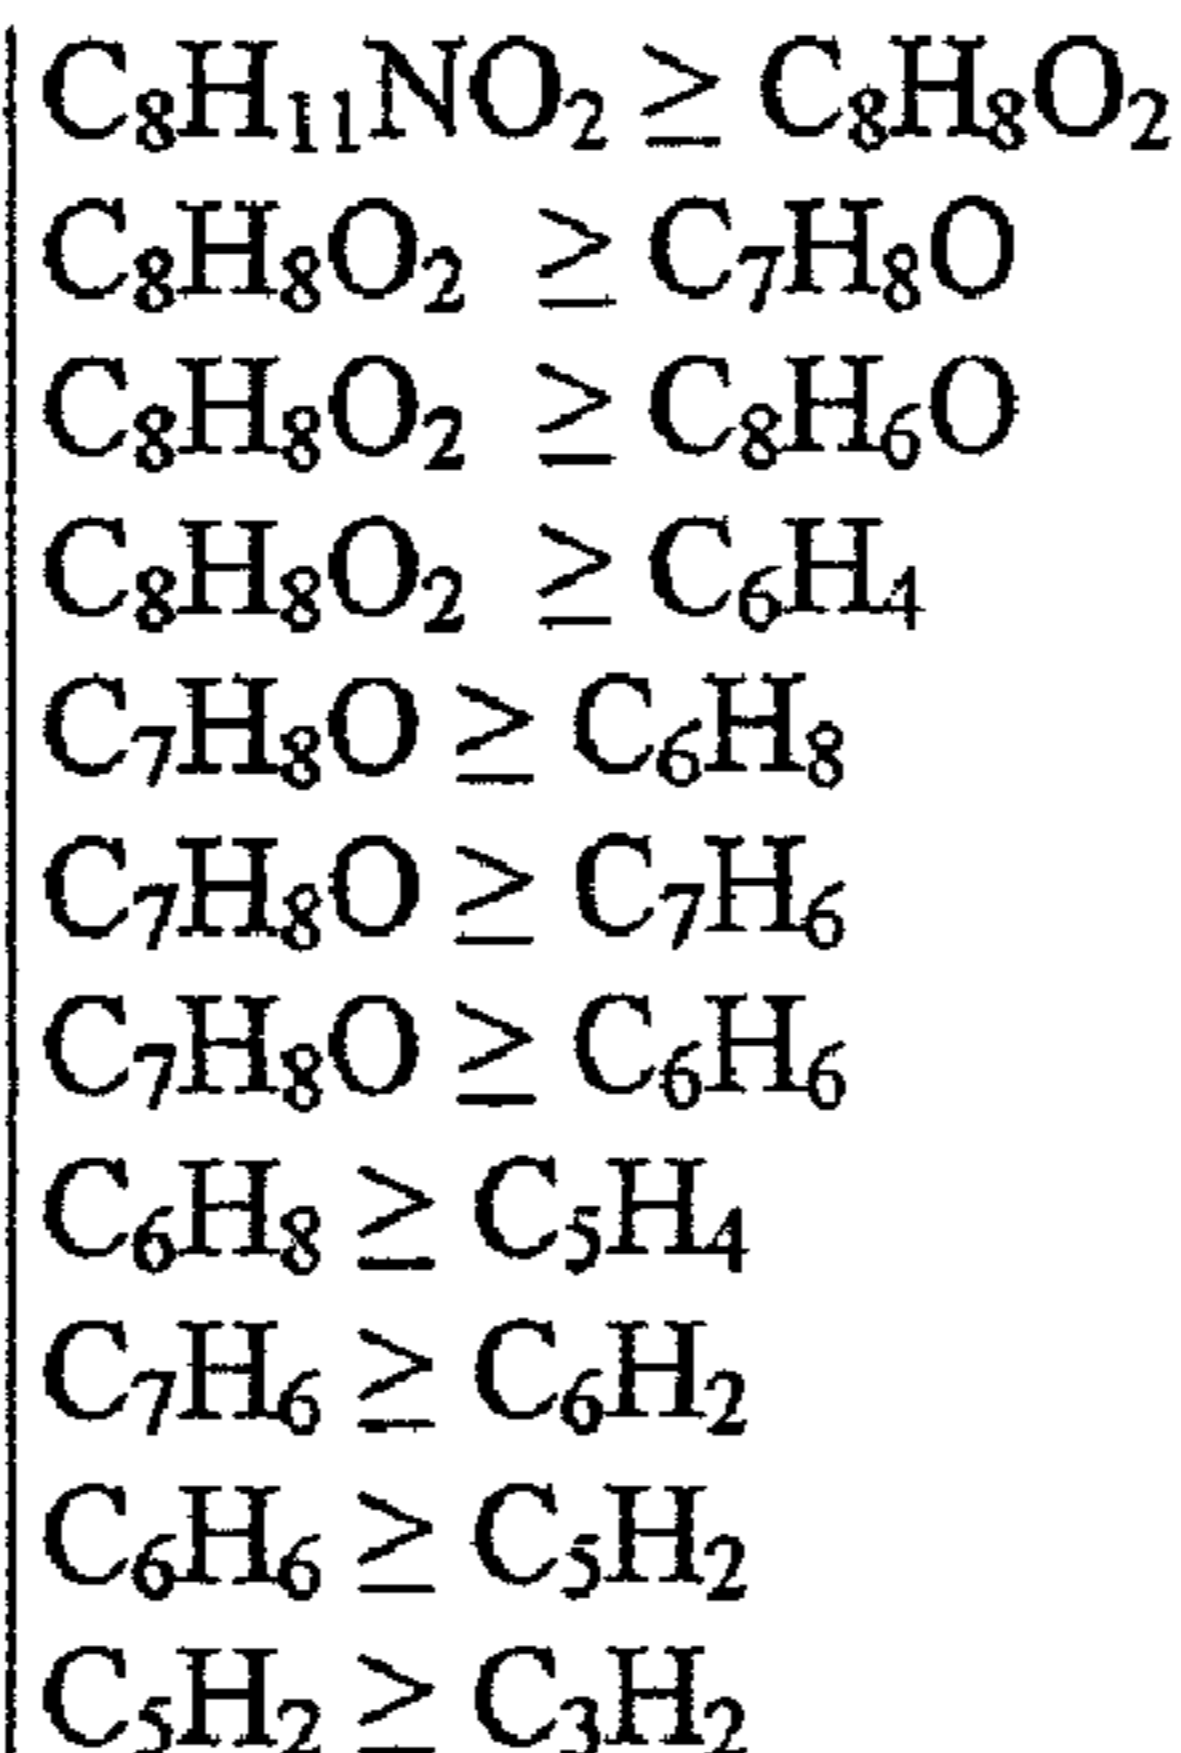 C₈H₁₁NO₂ ≥ C₈H₈O₂
C₈H₈O₂ ≥ C₇H₈O
C₈H₈O₂ ≥ C₈H₆O
C₈H₈O₂ ≥ C₆H₄
C₇H₈O ≥ C₆H₈
C₇H₈O ≥ C₇H₆
C₇H₈O ≥ C₆H₆
C₆H₈ ≥ C₅H₄
C₇H₆ ≥ C₆H₂
C₆H₆ ≥ C₅H₂
C₅H₂ ≥ C₃H₂